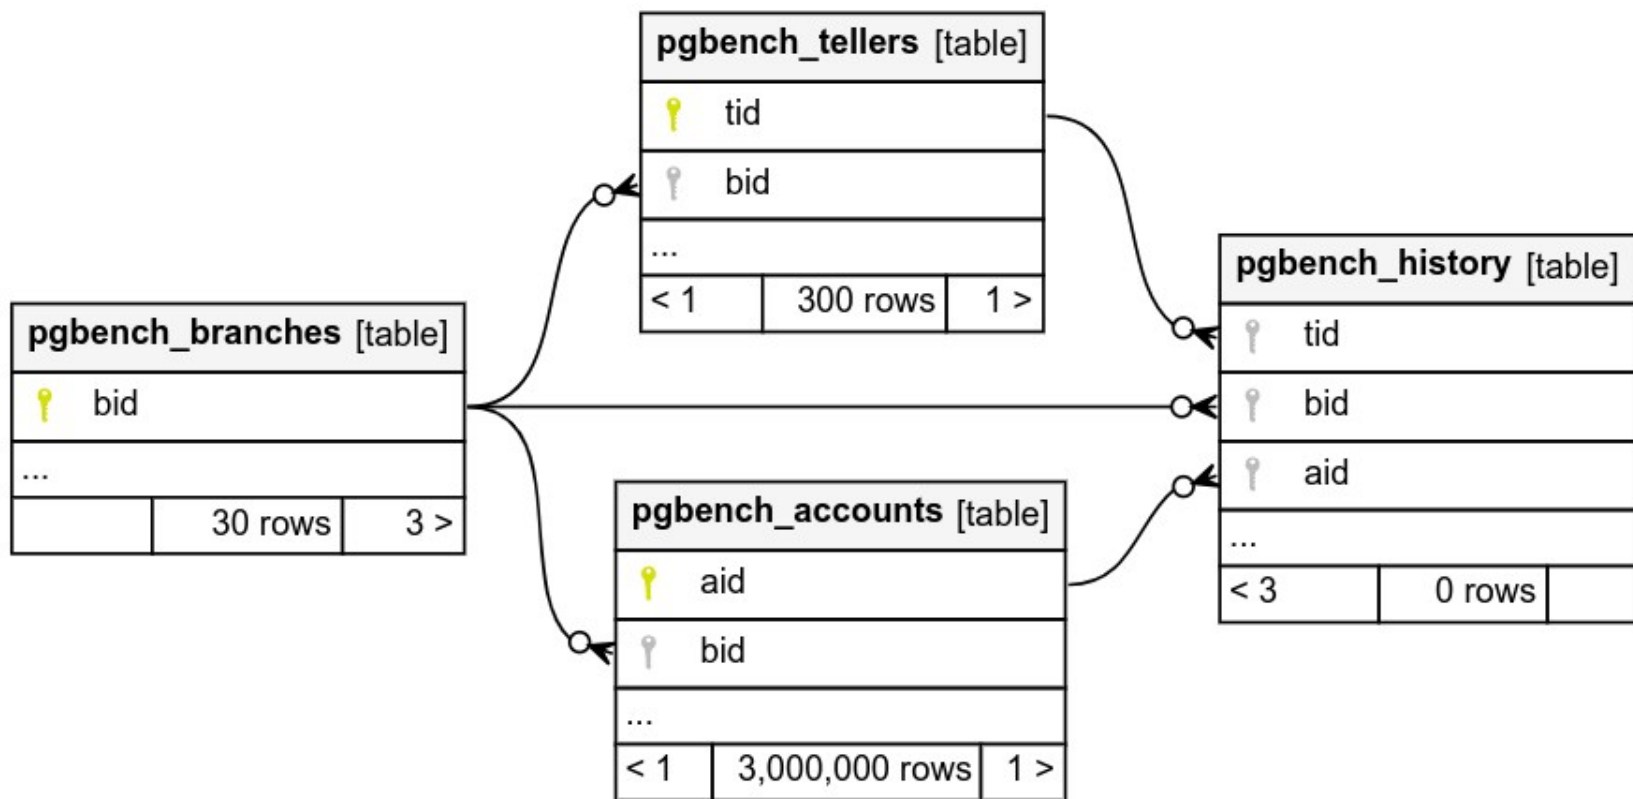 pgbench_tellers [table]
tid
bid
...
< 1 300 rows 1 >
pgbench_branches [table]
bid
...
30 rows 3 >
pgbench_accounts [table]
aid
bid
...
< 1 3,000,000 rows 1 >
pgbench_history [table]
tid
bid
aid
...
< 3 0 rows